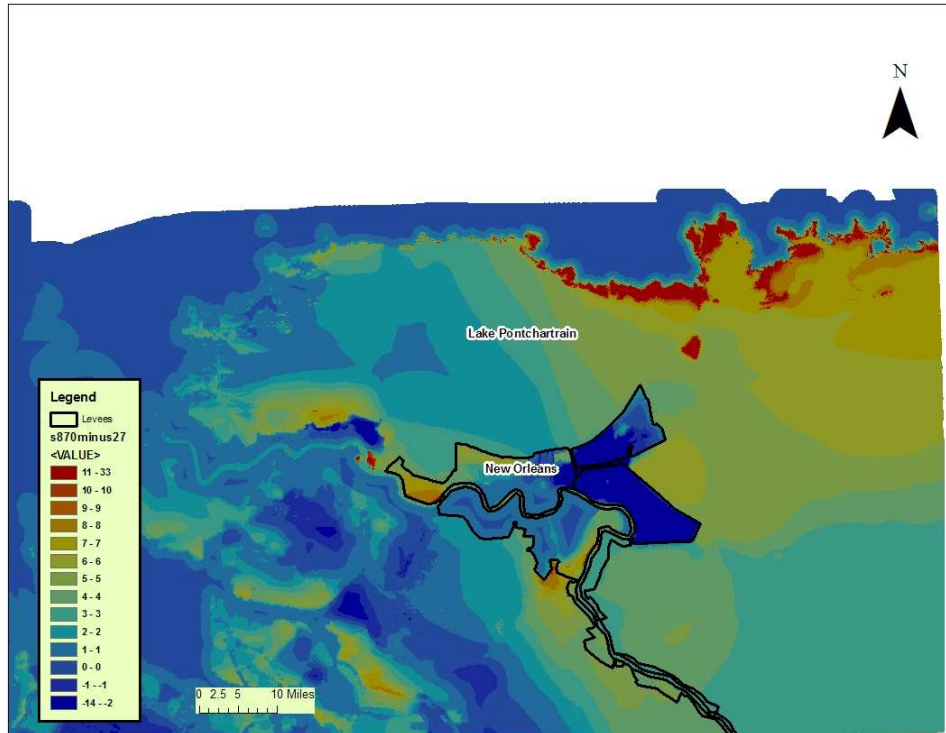 N
Lake Pontchartrain
New Orleans
Legend
Levees
s870minus27
<VALUE>
11 - 33
10 - 10
9 - 9
8 - 8
7 - 7
6 - 6
5 - 5
4 - 4
3 - 3
2 - 2
1 - 1
0 - 0
-1 - -1
-14 - -2
0 2.5 5 10 Miles